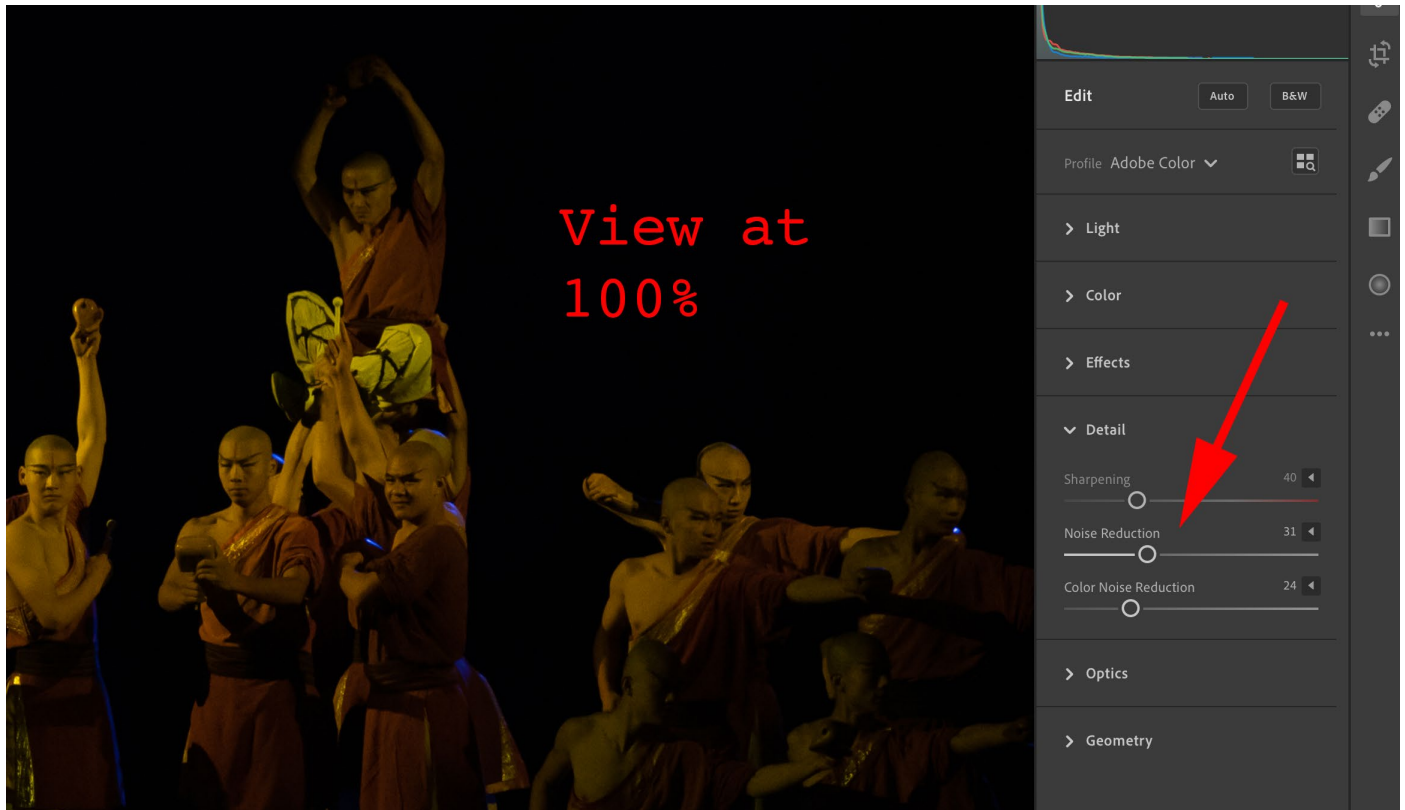 View at
100%
Edit
Auto
B&W
Profile Adobe Color
Light
Color
Effects
Detail
Sharpening 40
Noise Reduction 31
Color Noise Reduction 24
Optics
Geometry